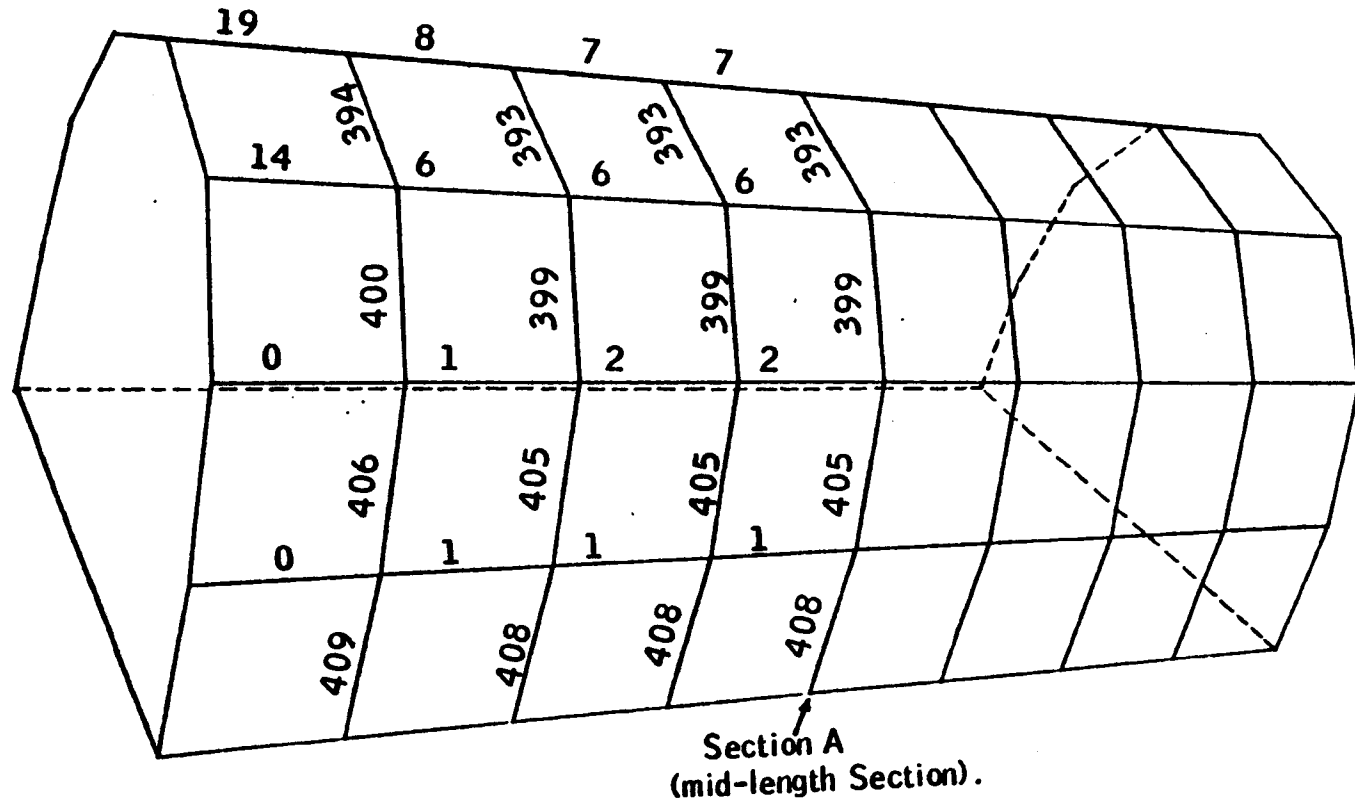 19 8 7 7
394 393 393 393
14 6 6 6
400 399 399 399
0 1 2 2
406 405 405 405
0 1 1 1
409 408 408 408
Section A
(mid-length Section).